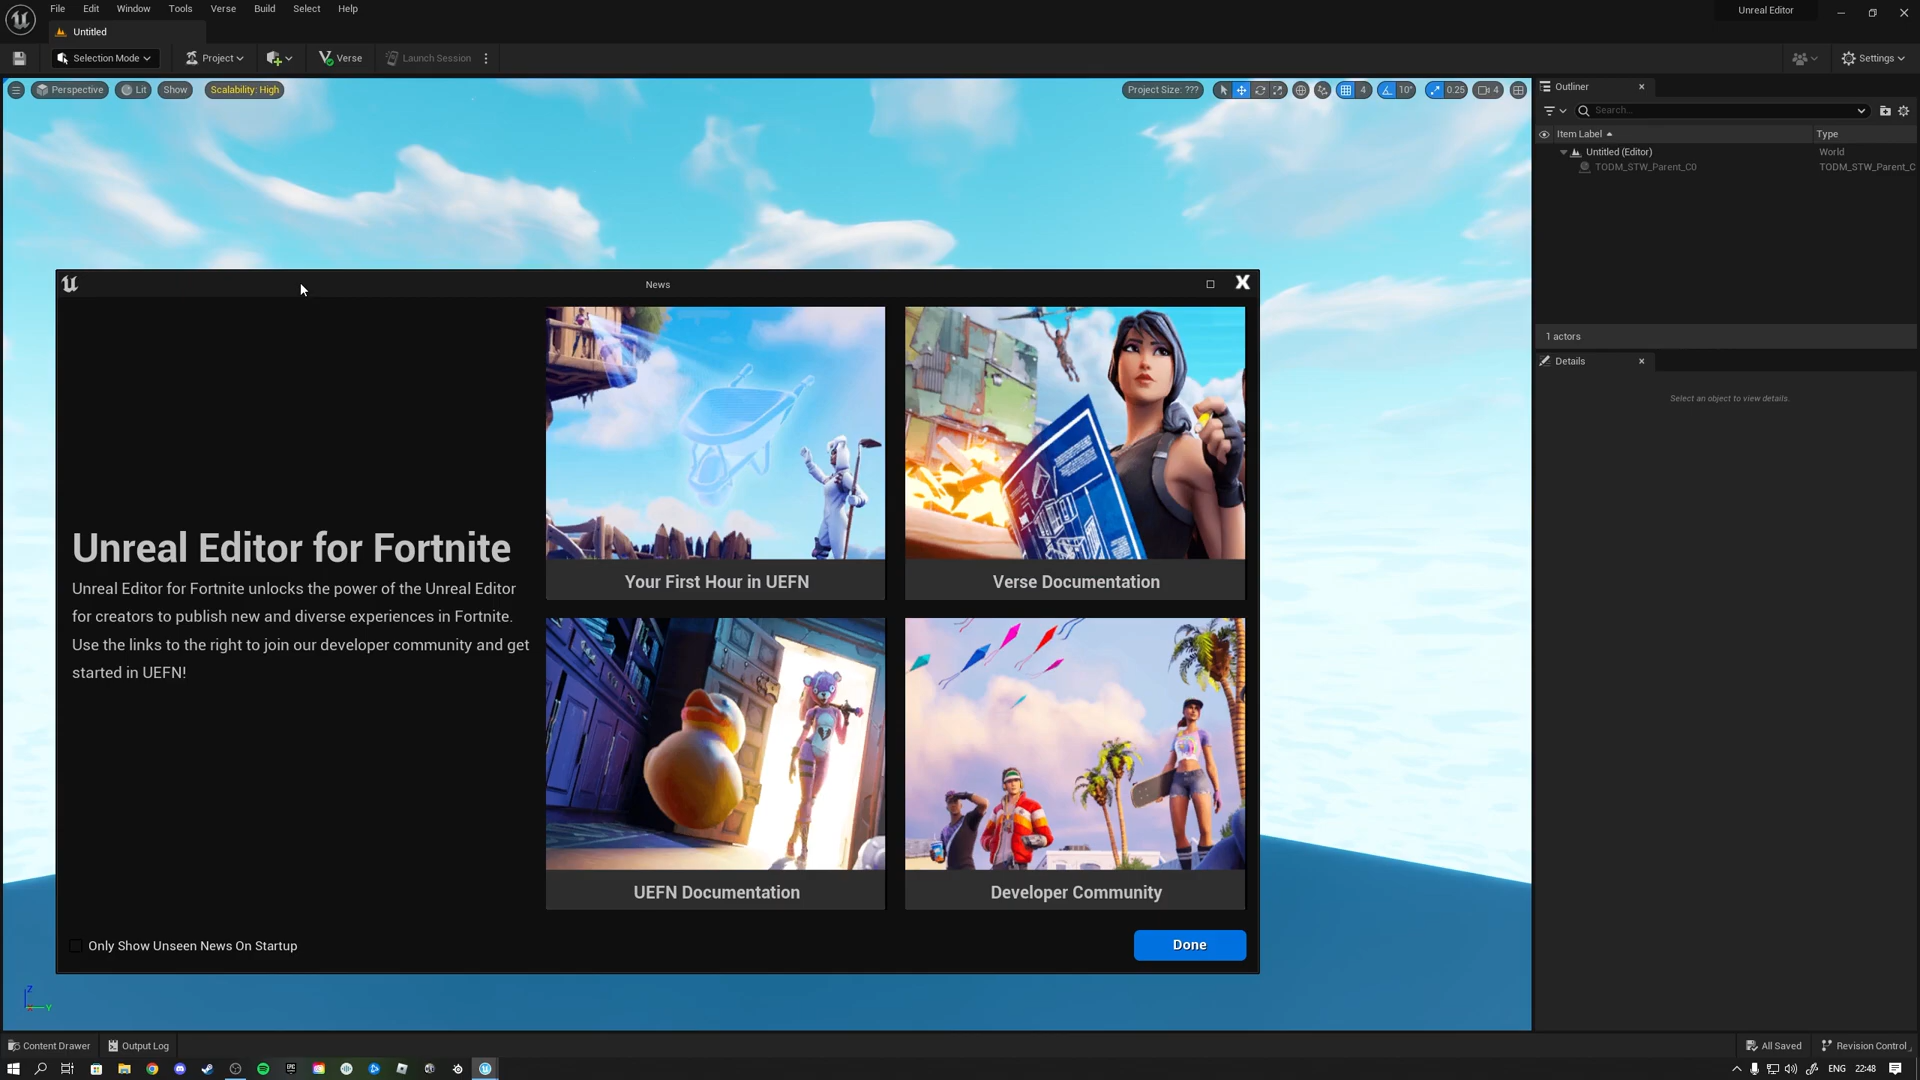 File Edit Window Tools Verse Build Select Help
Unreal Editor
Untitled
Selection Mode
Project
Verse
Launch Session
Settings
Perspective
Lit
Show
Scalability: High
Project Size: ???
4
10°
0.25
4
Outliner
Search...
Item Label
Type
Untitled (Editor)
World
TODM_STW_Parent_C0
TODM_STW_Parent_C
1 actors
Details
Select an object to view details.
News
Unreal Editor for Fortnite
Unreal Editor for Fortnite unlocks the power of the Unreal Editor
for creators to publish new and diverse experiences in Fortnite.
Use the links to the right to join our developer community and get
started in UEFN!
Your First Hour in UEFN
Verse Documentation
UEFN Documentation
Developer Community
Only Show Unseen News On Startup
Done
Z
Y
Content Drawer
Output Log
All Saved
Revision Control
ENG
22:48